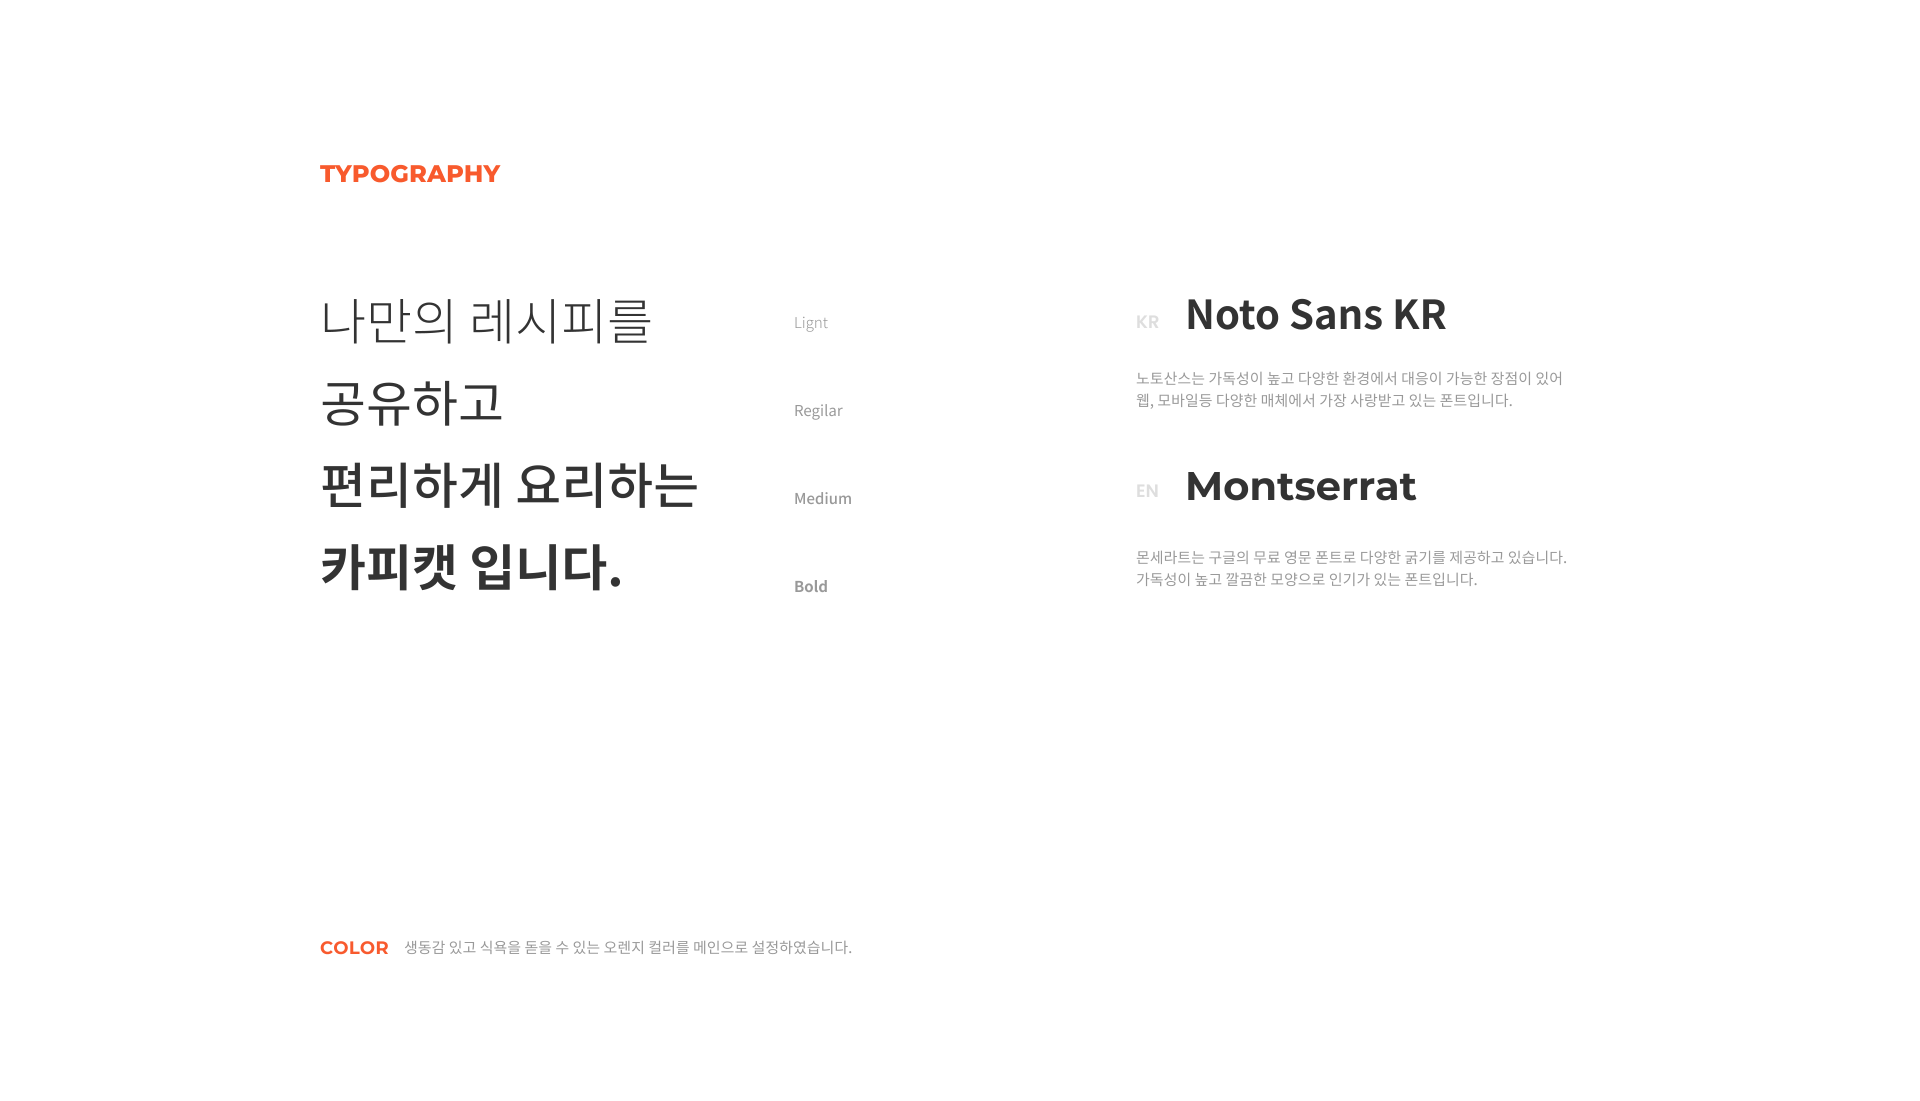 TYPOGRAPHY
나만의 레시피를
공유하고
편리하게 요리하는
카피캣 입니다.
Lignt
Regilar
Medium
Bold
KR Noto Sans KR
노토산스는 가독성이 높고 다양한 환경에서 대응이 가능한 장점이 있어
웹, 모바일등 다양한 매체에서 가장 사랑받고 있는 폰트입니다.
EN Montserrat
몬세라트는 구글의 무료 영문 폰트로 다양한 굵기를 제공하고 있습니다.
가독성이 높고 깔끔한 모양으로 인기가 있는 폰트입니다.
COLOR 생동감 있고 식욕을 돋을 수 있는 오렌지 컬러를 메인으로 설정하였습니다.